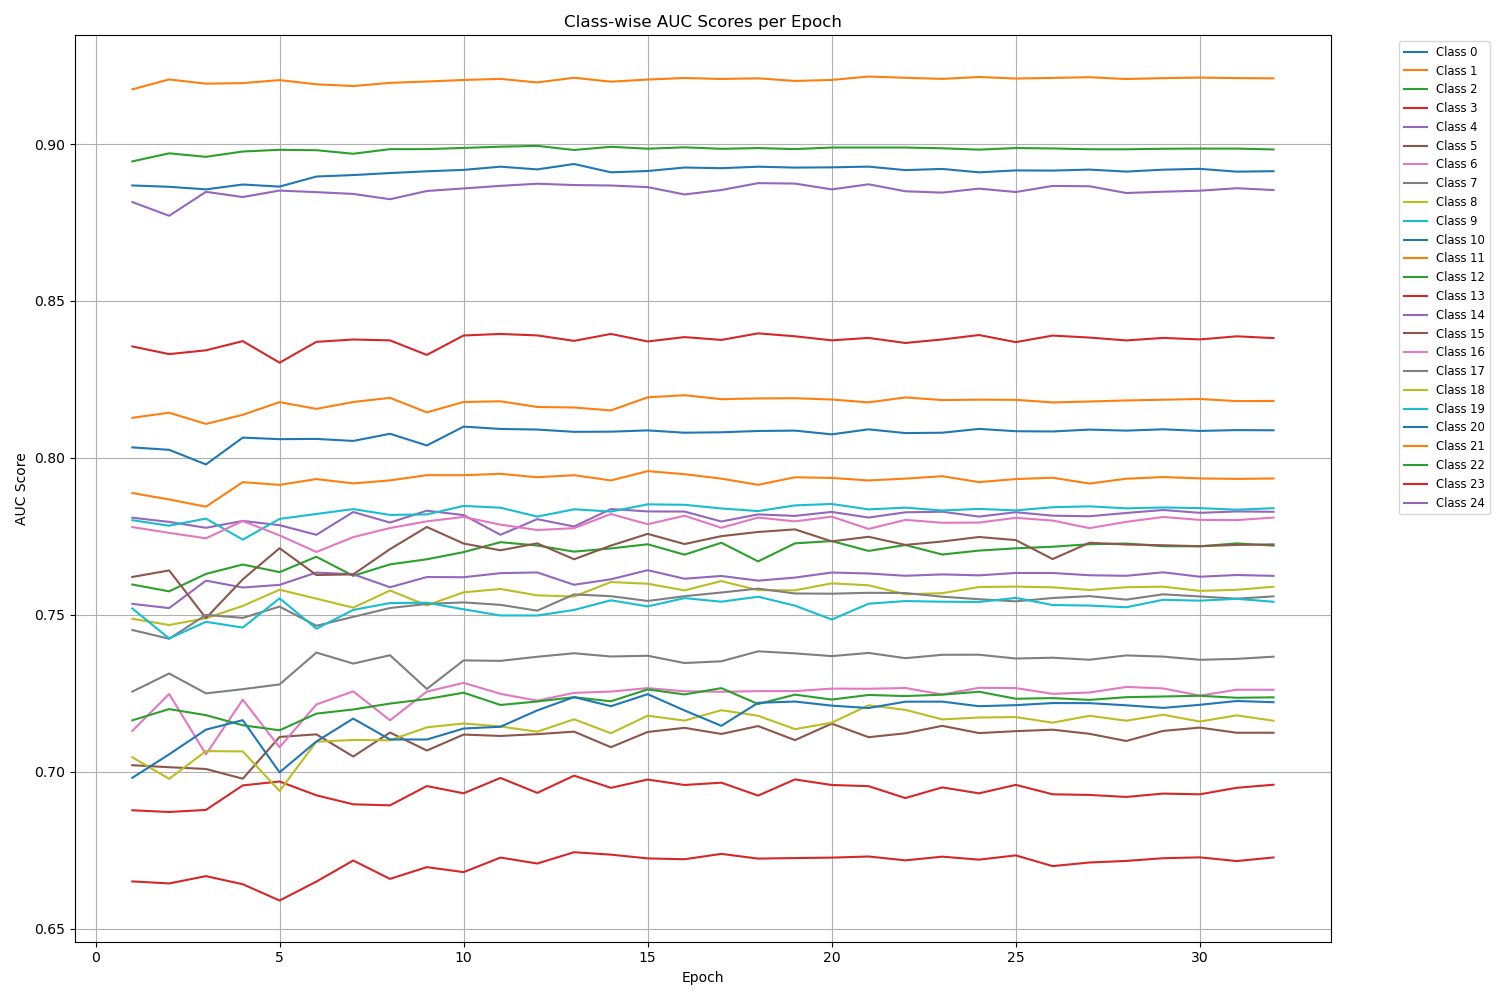 Class-wise AUC Scores per Epoch
AUC Score
0.90
0.85
0.80
0.75
0.70
0.65
0
5
10
15
20
25
30
Epoch
Class 0
Class 1
Class 2
Class 3
Class 4
Class 5
Class 6
Class 7
Class 8
Class 9
Class 10
Class 11
Class 12
Class 13
Class 14
Class 15
Class 16
Class 17
Class 18
Class 19
Class 20
Class 21
Class 22
Class 23
Class 24